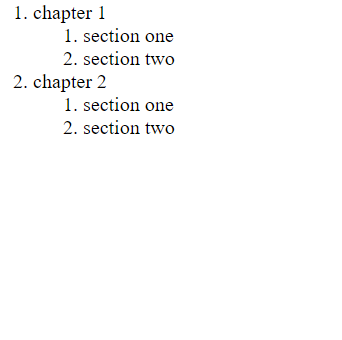 1. chapter 1
1. section one
2. section two
2. chapter 2
1. section one
2. section two